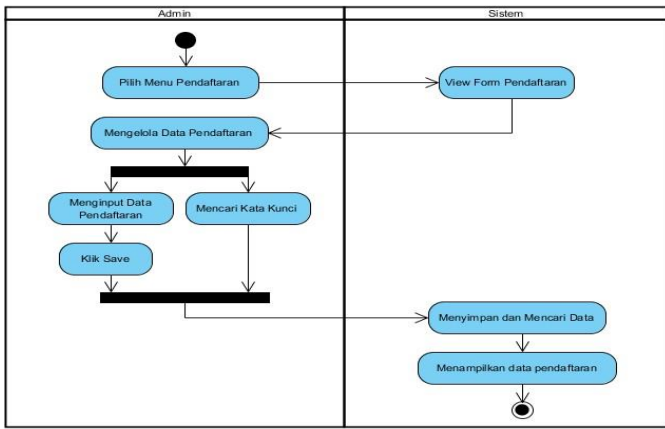 Admin
Sistem
Pilih Menu Pendaftaran
View Form Pendaftaran
Mengelola Data Pendaftaran
Menginput Data
Pendaftaran
Mencari Kata Kunci
Klik Save
Menyimpan dan Mencari Data
Menampilkan data pendaftaran